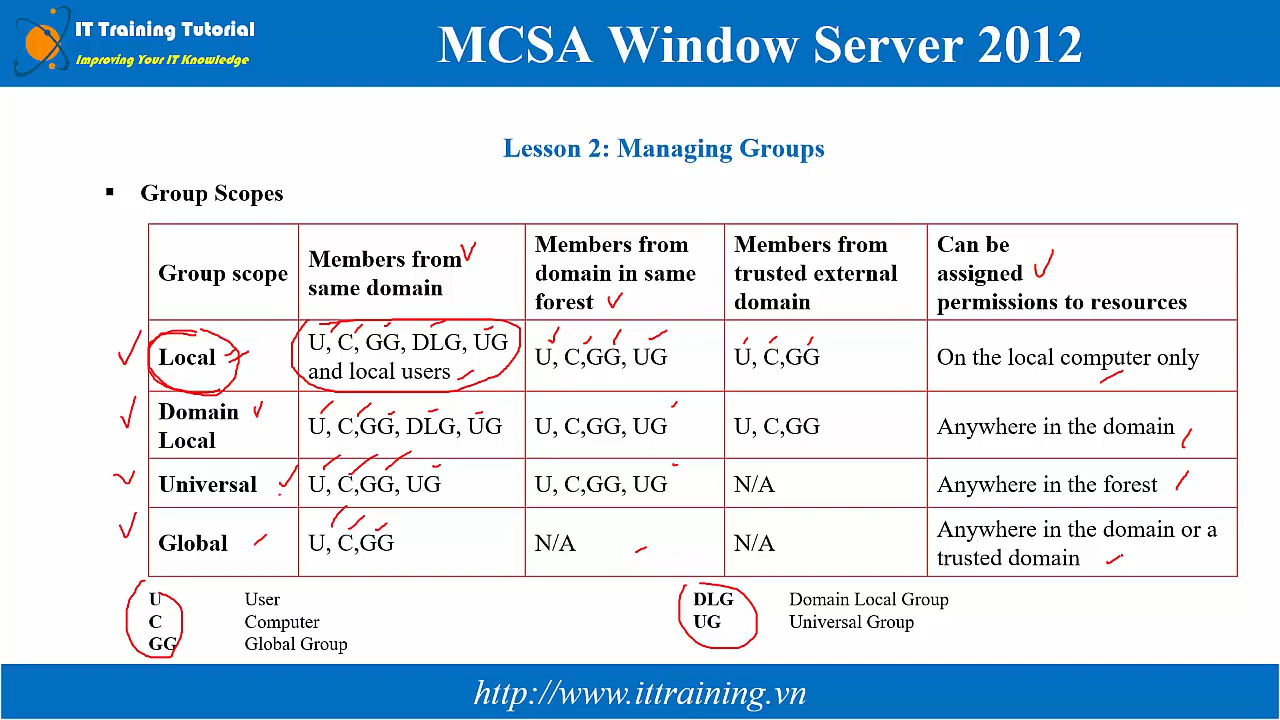 IT Training Tutorial
Improving Your IT Knowledge
MCSA Window Server 2012
Lesson 2: Managing Groups
▪ Group Scopes
Group scope
Members from
same domain
Members from
domain in same
forest
Members from
trusted external
domain
Can be
assigned
permissions to resources
Local
U, C, GG, DLG, UG
and local users
U, C,GG, UG
U, C,GG
On the local computer only
Domain
Local
U, C,GG, DLG, UG
U, C,GG, UG
U, C,GG
Anywhere in the domain
Universal
U, C,GG, UG
U, C,GG, UG
N/A
Anywhere in the forest
Global
U, C,GG
N/A
N/A
Anywhere in the domain or a
trusted domain
U User
C Computer
GG Global Group
DLG Domain Local Group
UG Universal Group
http://www.ittraining.vn